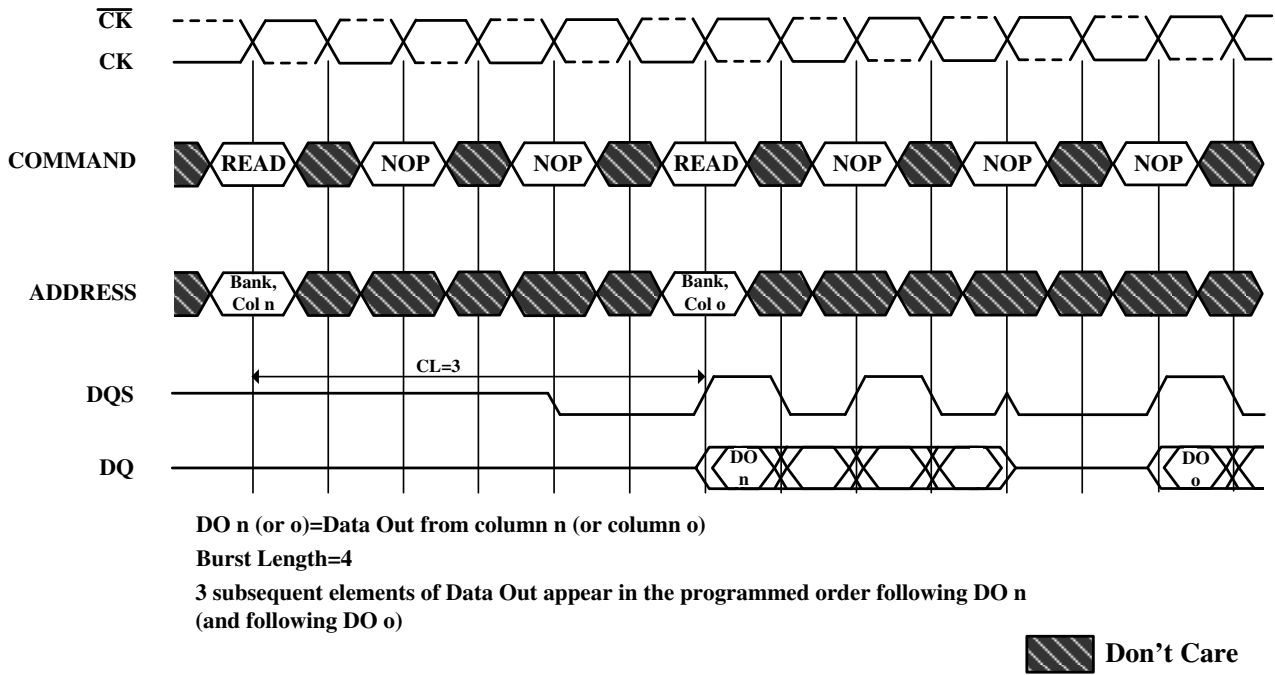 CK
CK
COMMAND READ NOP NOP READ NOP NOP NOP
ADDRESS Bank, Col n Bank, Col o
CL=3
DQS
DQ DO n DO o
DO n (or o)=Data Out from column n (or column o)
Burst Length=4
3 subsequent elements of Data Out appear in the programmed order following DO n
(and following DO o)
Don't Care